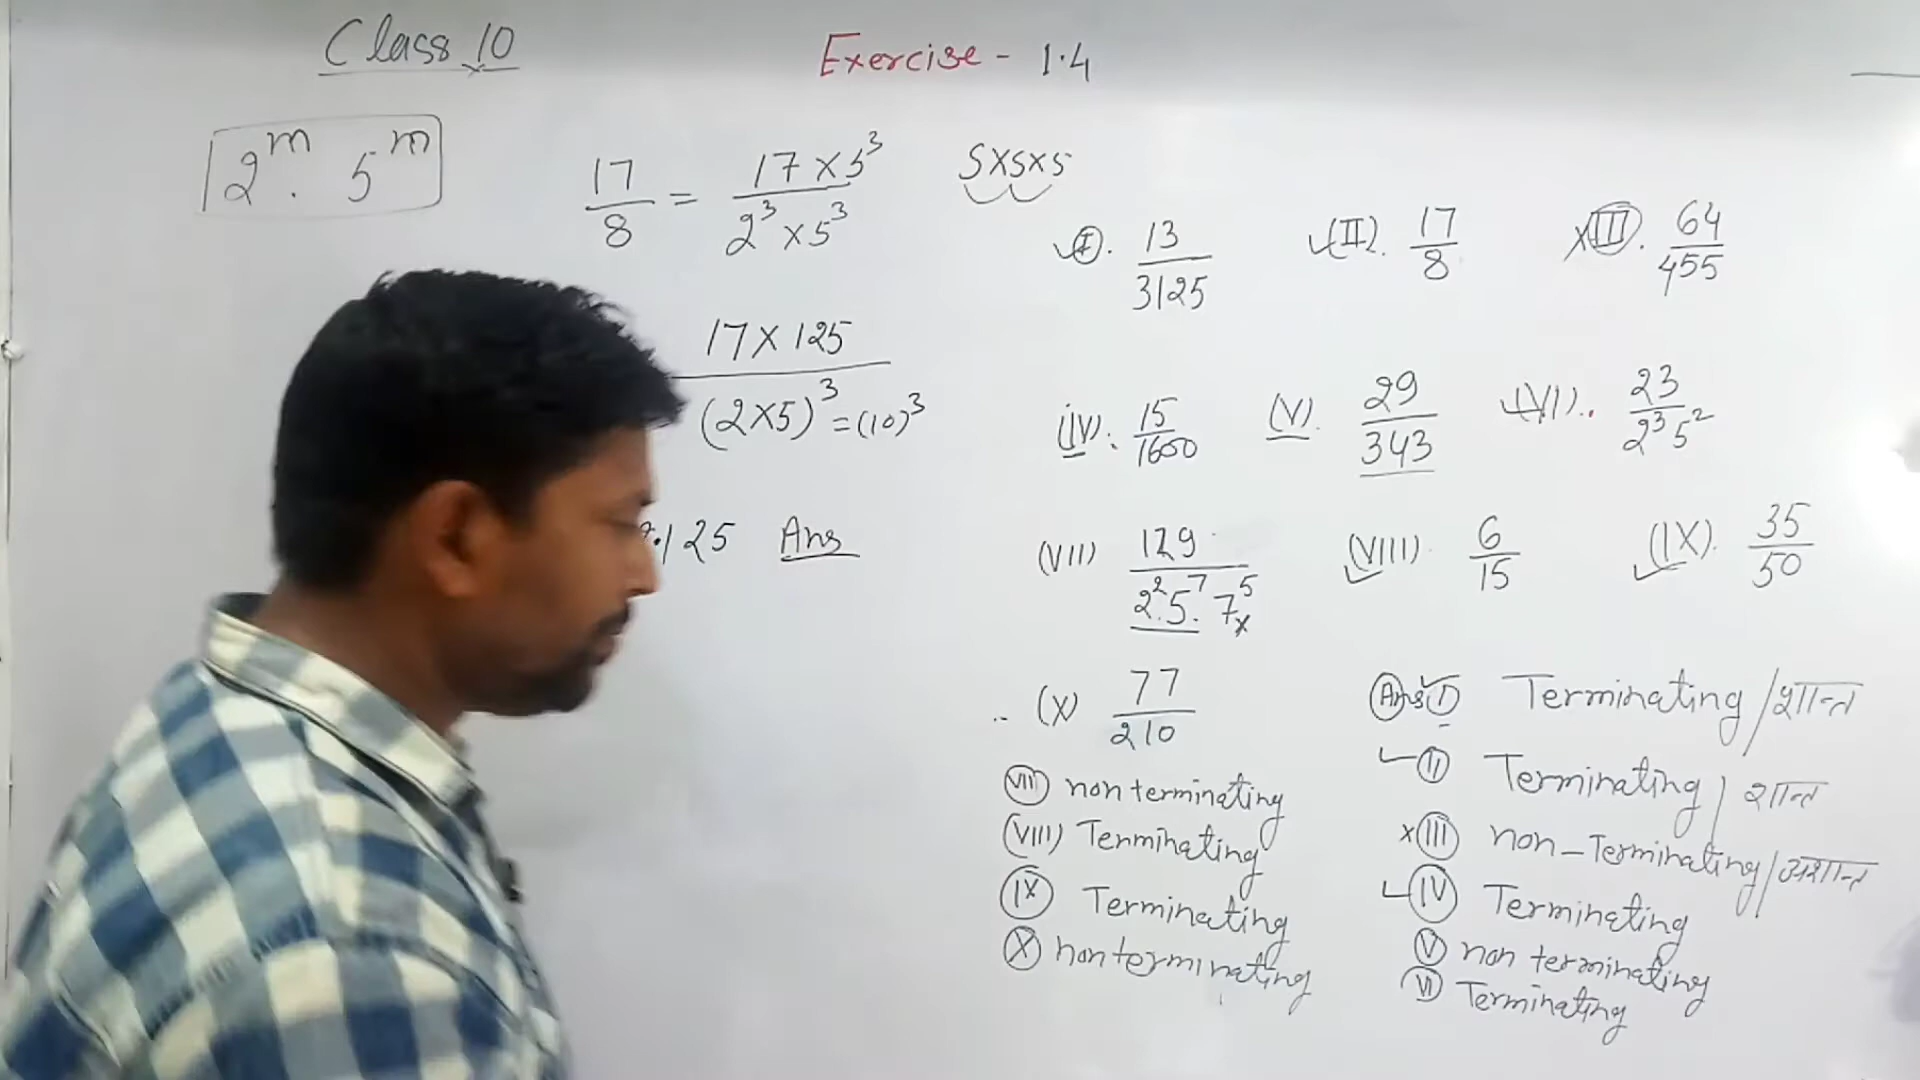 Class 10
Exercise - 1.4
2^m . 5^m
17/8 = 17 × 5^3 / 2^3 × 5^3
5×5×5
17 × 125 / (2×5)^3 = (10)^3
.125 Ans
(I). 13/3125
(II). 17/8
×(III). 64/455
(IV). 15/1600
(V). 29/343
(VI). 23/2^3 5^2
(VII) 129/2^2.5^7 7^5 ×
(VIII). 6/15
(IX). 35/50
(X) 77/210
(VII) non terminating
(VIII) Terminating
(IX) Terminating
(X) non terminating
Ans (I) Terminating / शान्त
(II) Terminating / शान्त
×(III) non-Terminating / अशान्त
(IV) Terminating
(V) non terminating
(VI) Terminating